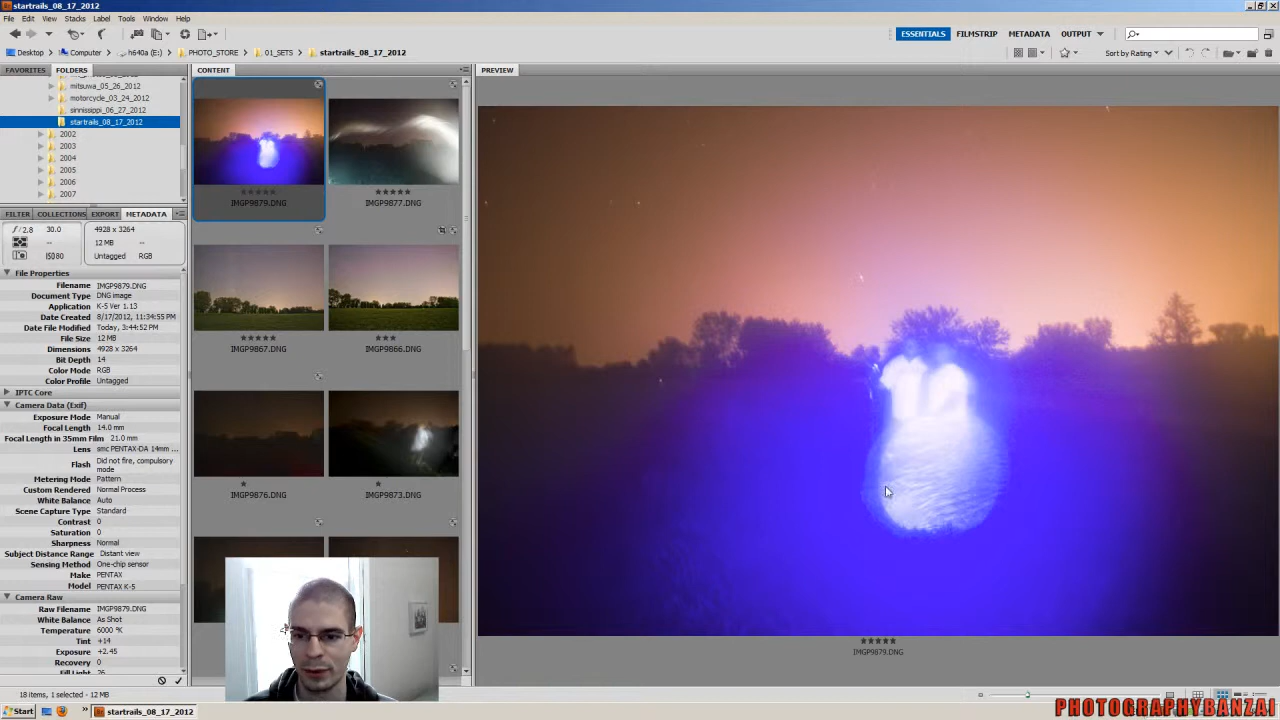 startrails_08_17_2012
File Edit View Stacks Label Tools Window Help
ESSENTIALS FILMSTRIP METADATA OUTPUT
Desktop Computer h640a (E:) PHOTO_STORE 01_SETS startrails_08_17_2012
Sort by Rating
FAVORITES FOLDERS
CONTENT
PREVIEW
mitsuwa_05_26_2012
motorcycle_03_24_2012
sinnissippi_06_27_2012
startrails_08_17_2012
2002
2003
2004
2005
2006
2007
FILTER COLLECTIONS EXPORT METADATA
f/2.8 30.0 4928 x 3264
-- 12 MB --
ISO80 Untagged RGB
File Properties
Filename IMGP9879.DNG
Document Type DNG image
Application K-5 Ver 1.13
Date Created 8/17/2012, 11:34:55 PM
Date File Modified Today, 3:44:52 PM
File Size 12 MB
Dimensions 4928 x 3264
Bit Depth 14
Color Mode RGB
Color Profile Untagged
IPTC Core
Camera Data (Exif)
Exposure Mode Manual
Focal Length 14.0 mm
Focal Length in 35mm Film 21.0 mm
Lens smc PENTAX-DA 14mm ...
Flash Did not fire, compulsory
mode
Metering Mode Pattern
Custom Rendered Normal Process
White Balance Auto
Scene Capture Type Standard
Contrast 0
Saturation 0
Sharpness Normal
Subject Distance Range Distant view
Sensing Method One-chip sensor
Make PENTAX
Model PENTAX K-5
Camera Raw
Raw Filename IMGP9879.DNG
White Balance As Shot
Temperature 6000 °K
Tint +14
Exposure +2.45
Recovery 0
Fill Light 26
IMGP9879.DNG IMGP9877.DNG
IMGP9867.DNG IMGP9866.DNG
IMGP9876.DNG IMGP9873.DNG
IMGP9879.DNG
18 items, 1 selected - 12 MB
Start startrails_08_17_2012
PHOTOGRAPHYBANZAI